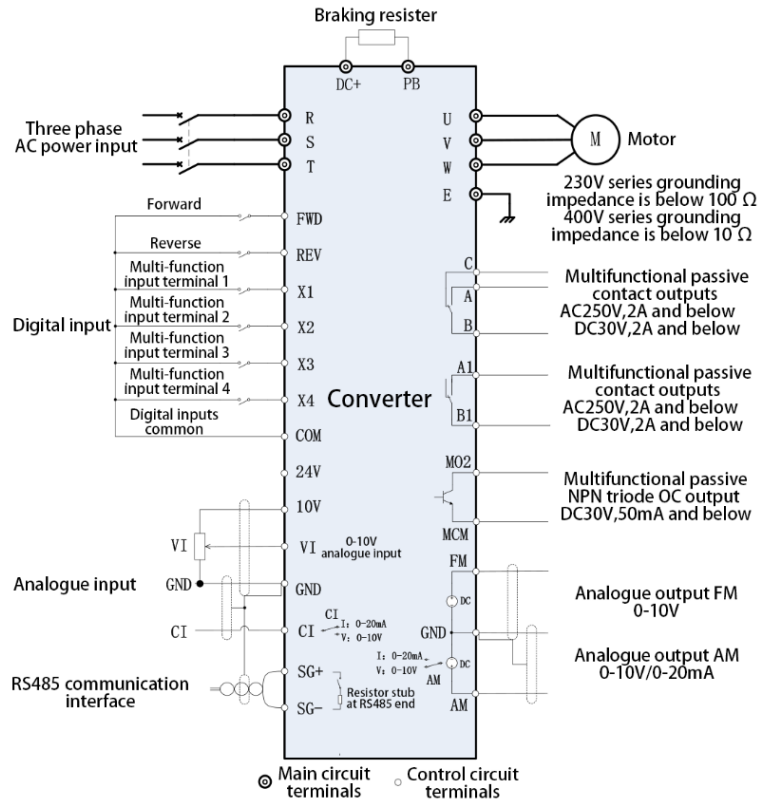 Braking resister
DC+ PB
Three phase
AC power input
R
S
T
U
V
W
E
M
Motor
230V series grounding
impedance is below 100 Ω
400V series grounding
impedance is below 10 Ω
Digital input
Forward
FWD
Reverse
REV
Multi-function
input terminal 1
X1
Multi-function
input terminal 2
X2
Multi-function
input terminal 3
X3
Multi-function
input terminal 4
X4
Digital inputs
common
COM
Converter
24V
10V
C
A
B
Multifunctional passive
contact outputs
AC250V,2A and below
DC30V,2A and below
A1
B1
Multifunctional passive
contact outputs
AC250V,2A and below
DC30V,2A and below
MO2
MCM
Multifunctional passive
NPN triode OC output
DC30V,50mA and below
Analogue input
VI
VI
0-10V
analogue input
GND
GND
CI
CI
CI
I: 0-20mA
V: 0-10V
RS485 communication
interface
SG+
SG-
Resistor stub
at RS485 end
FM
DC
GND
I: 0-20mA
V: 0-10V
AM
DC
AM
Analogue output FM
0-10V
Analogue output AM
0-10V/0-20mA
Main circuit
terminals
Control circuit
terminals